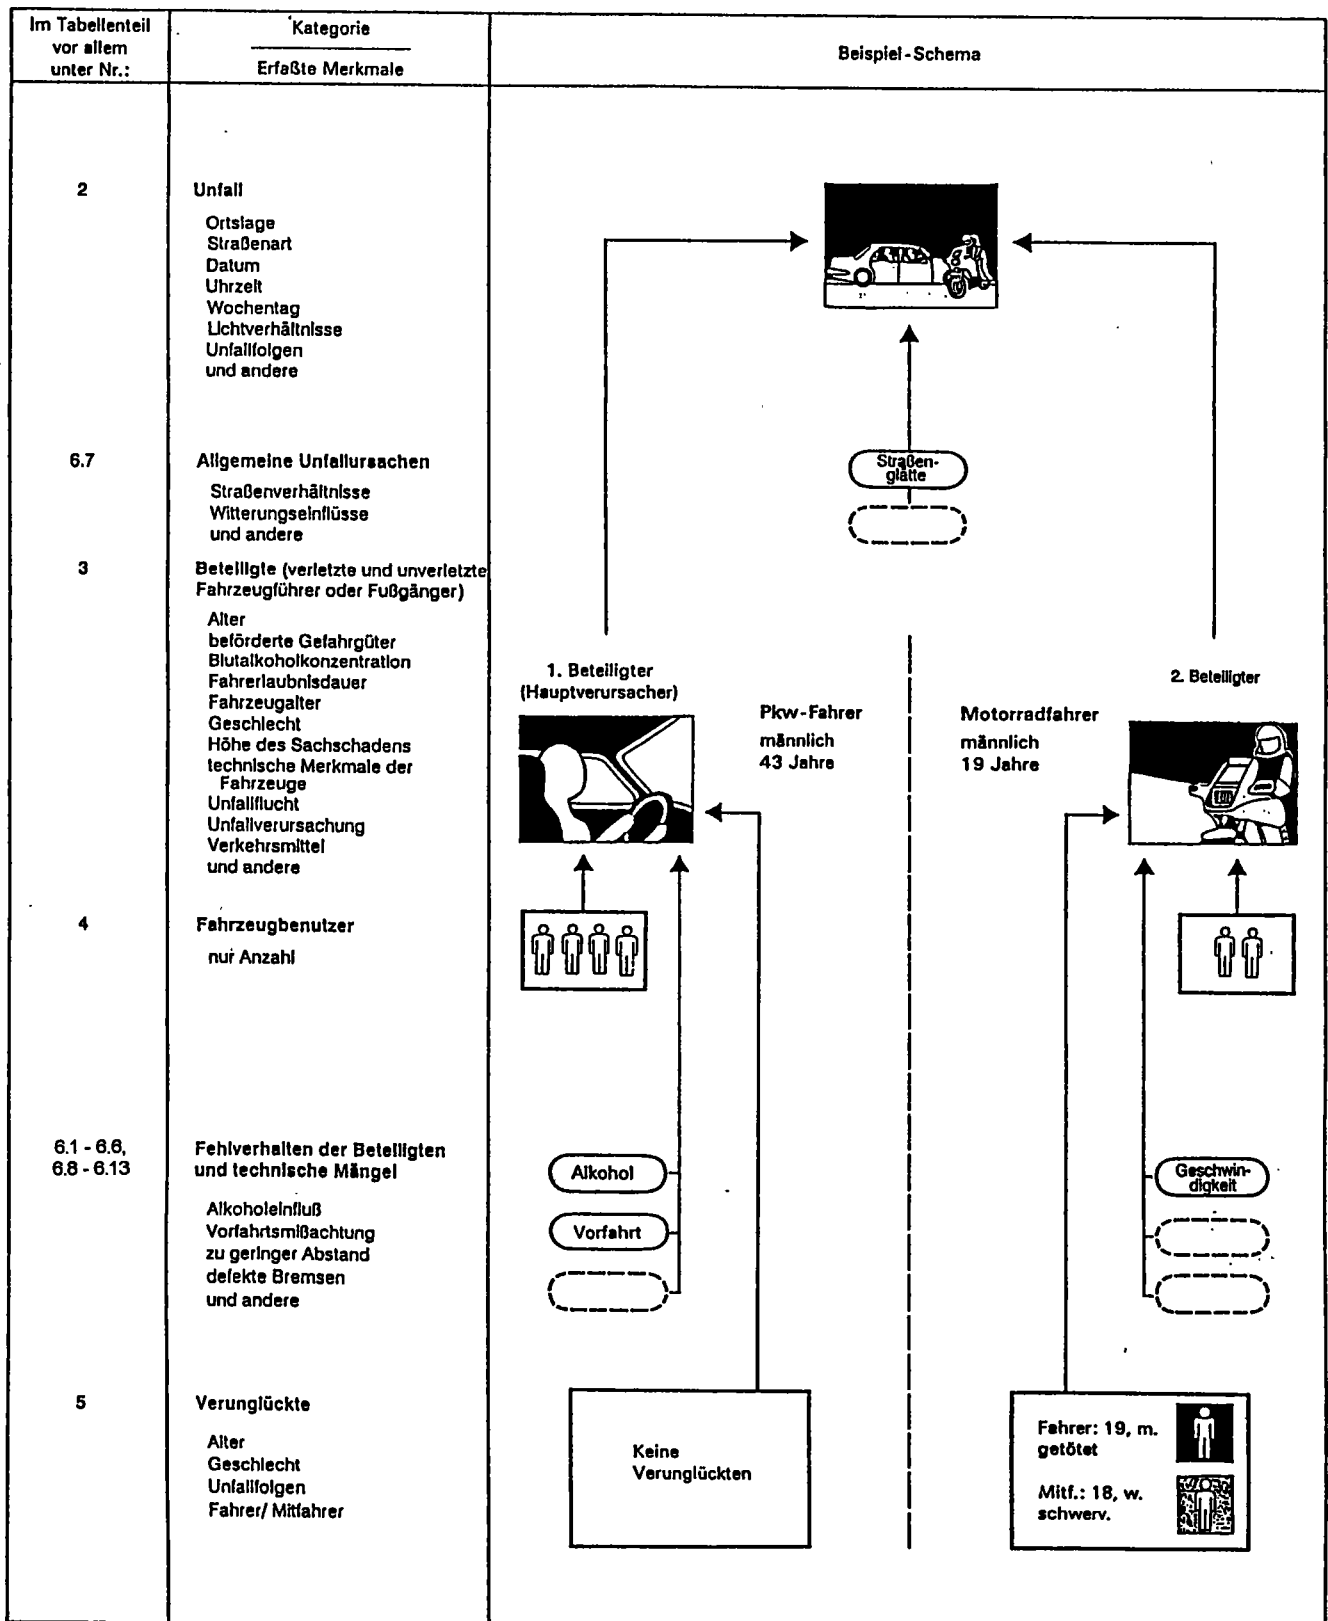 Im Tabellenteil
vor allem
unter Nr.:
Kategorie
Erfaßte Merkmale
Beispiel-Schema
2
Unfall
Ortslage
Straßenart
Datum
Uhrzeit
Wochentag
Lichtverhältnisse
Unfallfolgen
und andere
6.7
Allgemeine Unfallursachen
Straßenverhältnisse
Witterungseinflüsse
und andere
Straßen-
glätte
3
Beteiligte (verletzte und unverletzte
Fahrzeugführer oder Fußgänger)
Alter
beförderte Gefahrgüter
Blutalkoholkonzentration
Fahrerlaubnisdauer
Fahrzeugalter
Geschlecht
Höhe des Sachschadens
technische Merkmale der
Fahrzeuge
Unfallflucht
Unfallverursachung
Verkehrsmittel
und andere
1. Beteiligter
(Hauptverursacher)
Pkw-Fahrer
männlich
43 Jahre
Motorradfahrer
männlich
19 Jahre
2. Beteiligter
4
Fahrzeugbenutzer
nur Anzahl
6.1 - 6.6,
6.8 - 6.13
Fehlverhalten der Beteiligten
und technische Mängel
Alkoholeinfluß
Vorfahrtsmißachtung
zu geringer Abstand
defekte Bremsen
und andere
Alkohol
Vorfahrt
Geschwin-
digkeit
5
Verunglückte
Alter
Geschlecht
Unfallfolgen
Fahrer/ Mitfahrer
Keine
Verunglückten
Fahrer: 19, m.
getötet
Mitf.: 18, w.
schwerv.